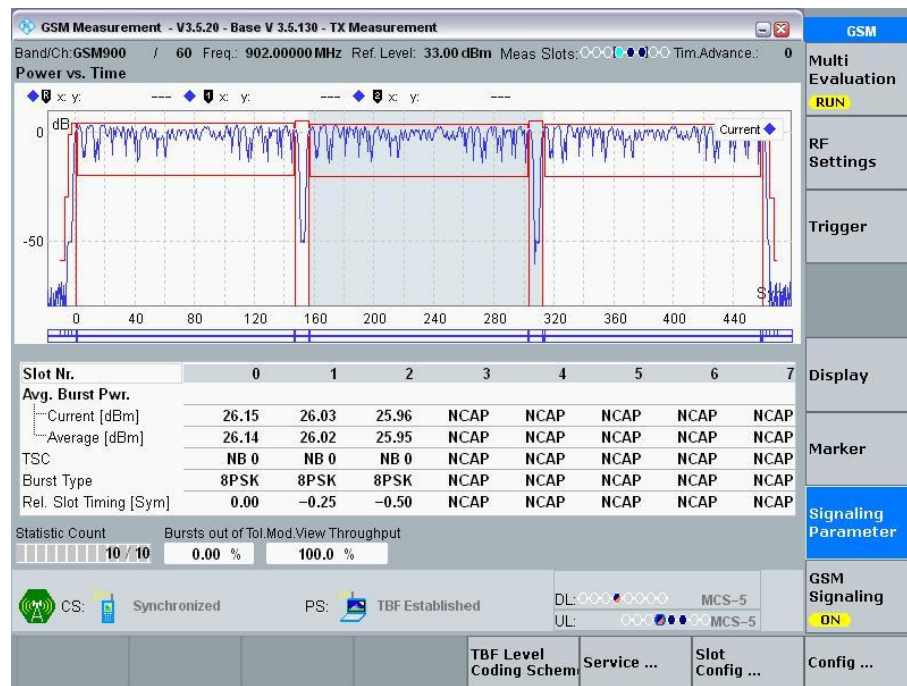 GSM Measurement - V3.5.20 - Base V 3.5.130 - TX Measurement
GSM
Band/Ch:GSM900 / 60 Freq.: 902.00000 MHz Ref. Level: 33.00 dBm Meas Slots: Tim.Advance.: 0
Power vs. Time
Multi Evaluation
RUN
x: y: --- 1 x: y: --- 2 x: y: ---
dB
Current
0
-50
Sym
0 40 80 120 160 200 240 280 320 360 400 440
RF Settings
Trigger
Slot Nr. 0 1 2 3 4 5 6 7
Avg. Burst Pwr.
Current [dBm] 26.15 26.03 25.96 NCAP NCAP NCAP NCAP NCAP
Average [dBm] 26.14 26.02 25.95 NCAP NCAP NCAP NCAP NCAP
TSC NB 0 NB 0 NB 0 NCAP NCAP NCAP NCAP NCAP
Burst Type 8PSK 8PSK 8PSK NCAP NCAP NCAP NCAP NCAP
Rel. Slot Timing [Sym] 0.00 −0.25 −0.50 NCAP NCAP NCAP NCAP NCAP
Display
Marker
Signaling Parameter
Statistic Count Bursts out of Tol.Mod.View Throughput
10 / 10 0.00 % 100.0 %
CS: Synchronized PS: TBF Established
DL: MCS-5
UL: MCS-5
GSM Signaling
ON
TBF Level
Coding Schem
Service ...
Slot
Config ...
Config ...